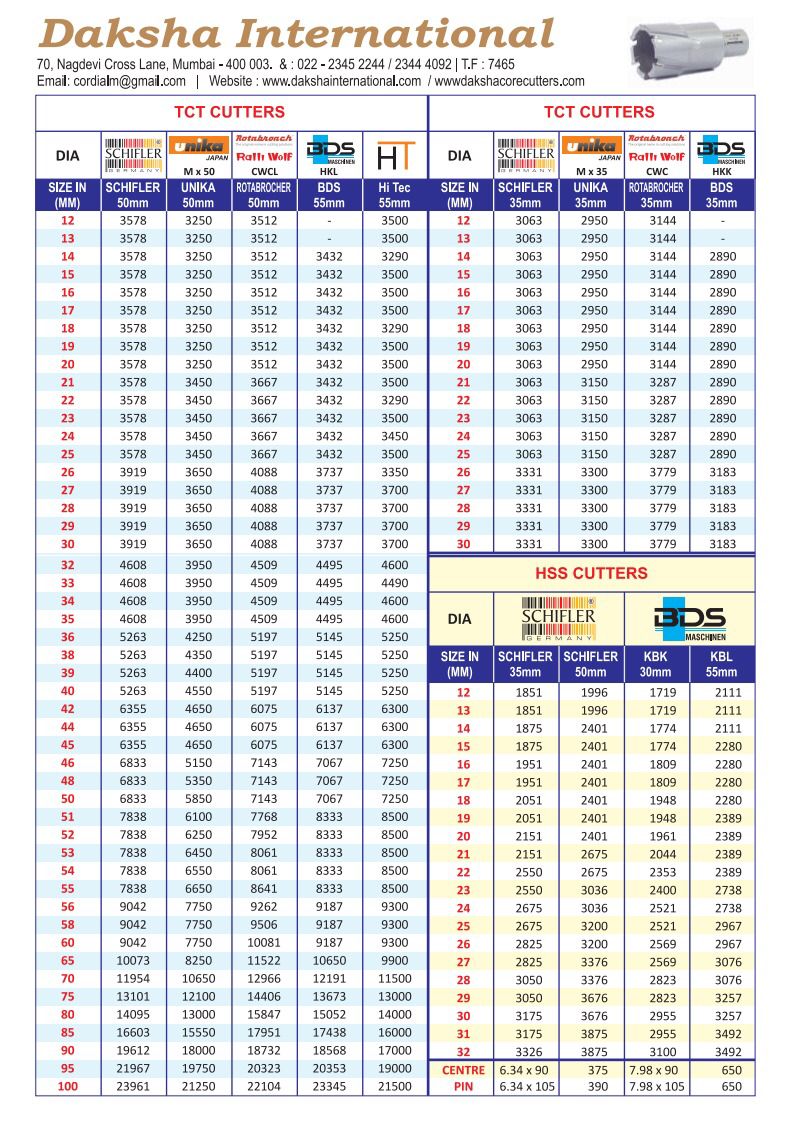 Daksha International
70, Nagdevi Cross Lane, Mumbai - 400 003. & : 022 - 2345 2244 / 2344 4092 | T.F : 7465
Email: cordialm@gmail.com | Website : www.dakshainternational.com / wwwdakshacorecutters.com
TCT CUTTERS
DIA SCHIFLER® GERMANY unika JAPAN M x 50 Rotabroach Ralli Wolf CWCL BDS MASCHINEN HKL HT
SIZE IN (MM) SCHIFLER 50mm UNIKA 50mm ROTABROCHER 50mm BDS 55mm Hi Tec 55mm
12 3578 3250 3512 - 3500
13 3578 3250 3512 - 3500
14 3578 3250 3512 3432 3290
15 3578 3250 3512 3432 3500
16 3578 3250 3512 3432 3500
17 3578 3250 3512 3432 3500
18 3578 3250 3512 3432 3290
19 3578 3250 3512 3432 3500
20 3578 3250 3512 3432 3500
21 3578 3450 3667 3432 3500
22 3578 3450 3667 3432 3290
23 3578 3450 3667 3432 3500
24 3578 3450 3667 3432 3450
25 3578 3450 3667 3432 3500
26 3919 3650 4088 3737 3350
27 3919 3650 4088 3737 3700
28 3919 3650 4088 3737 3700
29 3919 3650 4088 3737 3700
30 3919 3650 4088 3737 3700
32 4608 3950 4509 4495 4600
33 4608 3950 4509 4495 4490
34 4608 3950 4509 4495 4600
35 4608 3950 4509 4495 4600
36 5263 4250 5197 5145 5250
38 5263 4350 5197 5145 5250
39 5263 4400 5197 5145 5250
40 5263 4550 5197 5145 5250
42 6355 4650 6075 6137 6300
44 6355 4650 6075 6137 6300
45 6355 4650 6075 6137 6300
46 6833 5150 7143 7067 7250
48 6833 5350 7143 7067 7250
50 6833 5850 7143 7067 7250
51 7838 6100 7768 8333 8500
52 7838 6250 7952 8333 8500
53 7838 6450 8061 8333 8500
54 7838 6550 8061 8333 8500
55 7838 6650 8641 8333 8500
56 9042 7750 9262 9187 9300
58 9042 7750 9506 9187 9300
60 9042 7750 10081 9187 9300
65 10073 8250 11522 10650 9900
70 11954 10650 12966 12191 11500
75 13101 12100 14406 13673 13000
80 14095 13000 15847 15052 14000
85 16603 15550 17951 17438 16000
90 19612 18000 18732 18568 17000
95 21967 19750 20323 20353 19000
100 23961 21250 22104 23345 21500
TCT CUTTERS
DIA SCHIFLER® GERMANY unika JAPAN M x 35 Rotabroach Ralli Wolf CWC BDS MASCHINEN HKK
SIZE IN (MM) SCHIFLER 35mm UNIKA 35mm ROTABROCHER 35mm BDS 35mm
12 3063 2950 3144 -
13 3063 2950 3144 -
14 3063 2950 3144 2890
15 3063 2950 3144 2890
16 3063 2950 3144 2890
17 3063 2950 3144 2890
18 3063 2950 3144 2890
19 3063 2950 3144 2890
20 3063 2950 3144 2890
21 3063 3150 3287 2890
22 3063 3150 3287 2890
23 3063 3150 3287 2890
24 3063 3150 3287 2890
25 3063 3150 3287 2890
26 3331 3300 3779 3183
27 3331 3300 3779 3183
28 3331 3300 3779 3183
29 3331 3300 3779 3183
30 3331 3300 3779 3183
HSS CUTTERS
DIA SCHIFLER® GERMANY BDS MASCHINEN
SIZE IN (MM) SCHIFLER 35mm SCHIFLER 50mm KBK 30mm KBL 55mm
12 1851 1996 1719 2111
13 1851 1996 1719 2111
14 1875 2401 1774 2111
15 1875 2401 1774 2280
16 1951 2401 1809 2280
17 1951 2401 1809 2280
18 2051 2401 1948 2280
19 2051 2401 1948 2389
20 2151 2401 1961 2389
21 2151 2675 2044 2389
22 2550 2675 2353 2389
23 2550 3036 2400 2738
24 2675 3036 2521 2738
25 2675 3200 2521 2967
26 2825 3200 2569 2967
27 2825 3376 2569 3076
28 3050 3376 2823 3076
29 3050 3676 2823 3257
30 3175 3676 2955 3257
31 3175 3875 2955 3492
32 3326 3875 3100 3492
CENTRE 6.34 x 90 375 7.98 x 90 650
PIN 6.34 x 105 390 7.98 x 105 650